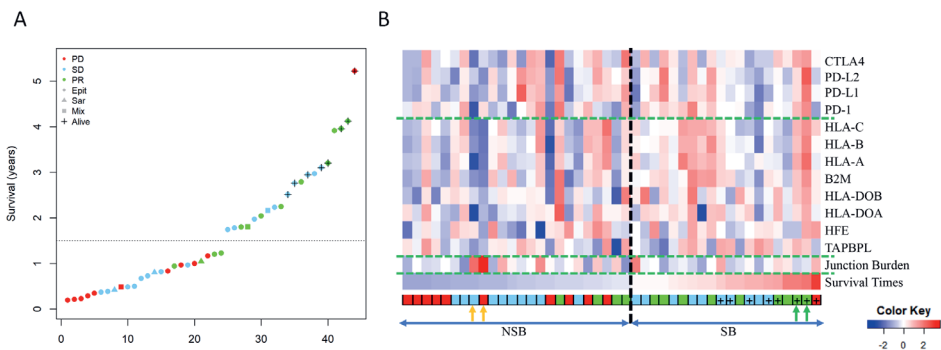 A
B
PD
SD
PR
Epit
Sar
Mix
Alive
Survival (years)
5
4
3
2
1
0
0
10
20
30
40
CTLA4
PD-L2
PD-L1
PD-1
HLA-C
HLA-B
HLA-A
B2M
HLA-DOB
HLA-DOA
HFE
TAPBPL
Junction Burden
Survival Times
NSB
SB
Color Key
-2
0
2